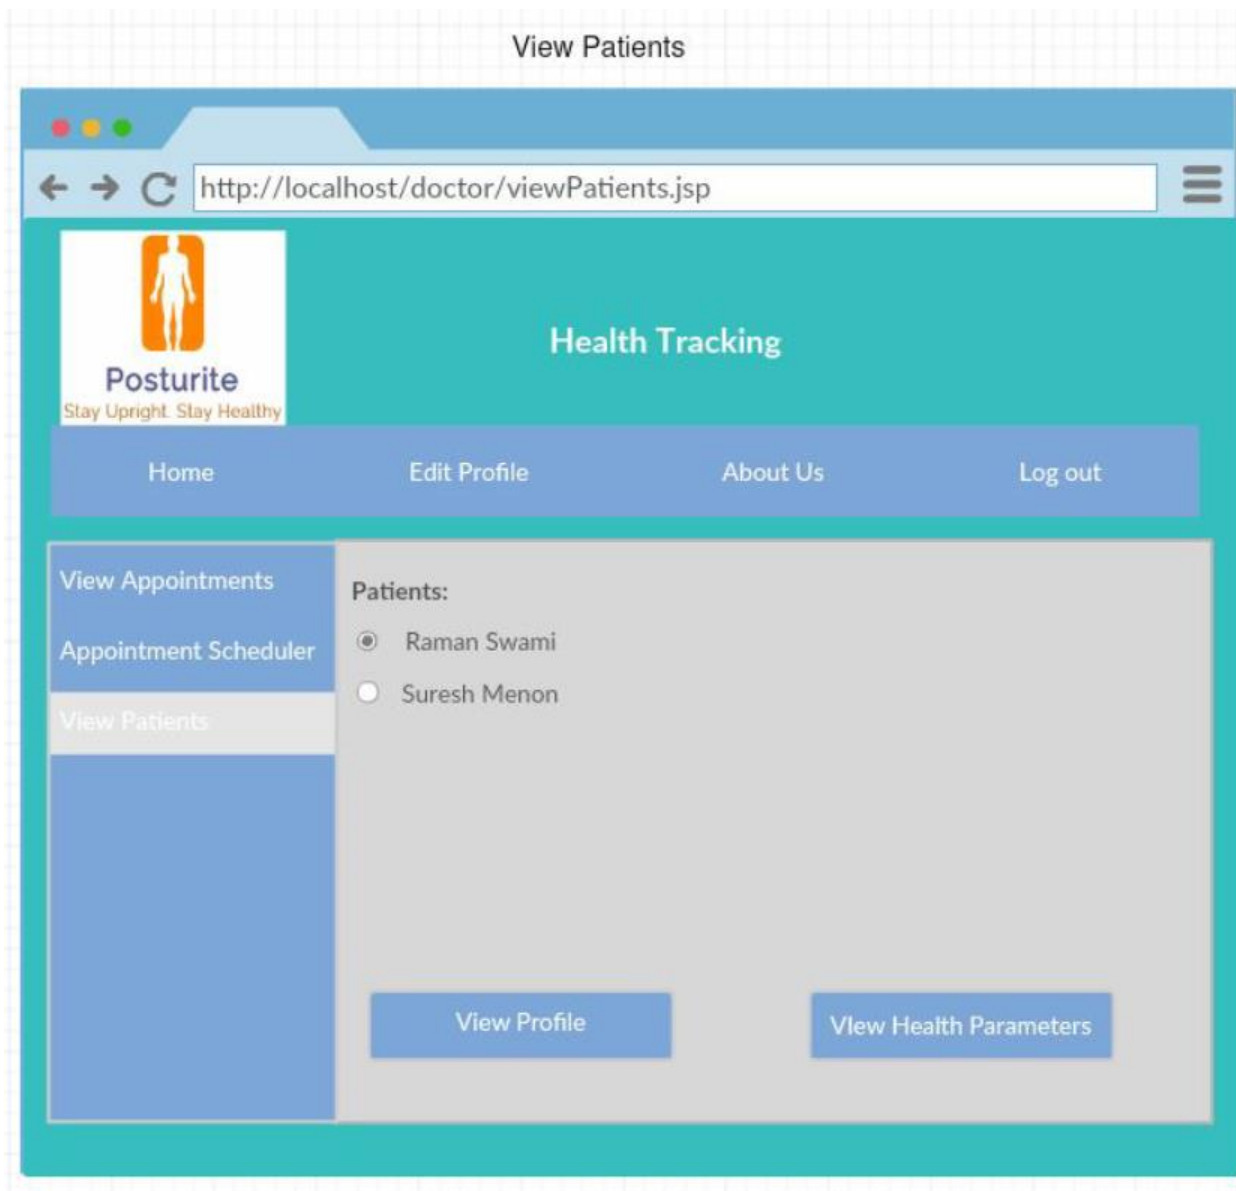 View Patients
http://localhost/doctor/viewPatients.jsp
Posturite
Stay Upright. Stay Healthy
Health Tracking
Home
Edit Profile
About Us
Log out
View Appointments
Appointment Scheduler
View Patients
Patients:
Raman Swami
Suresh Menon
View Profile
VIew Health Parameters